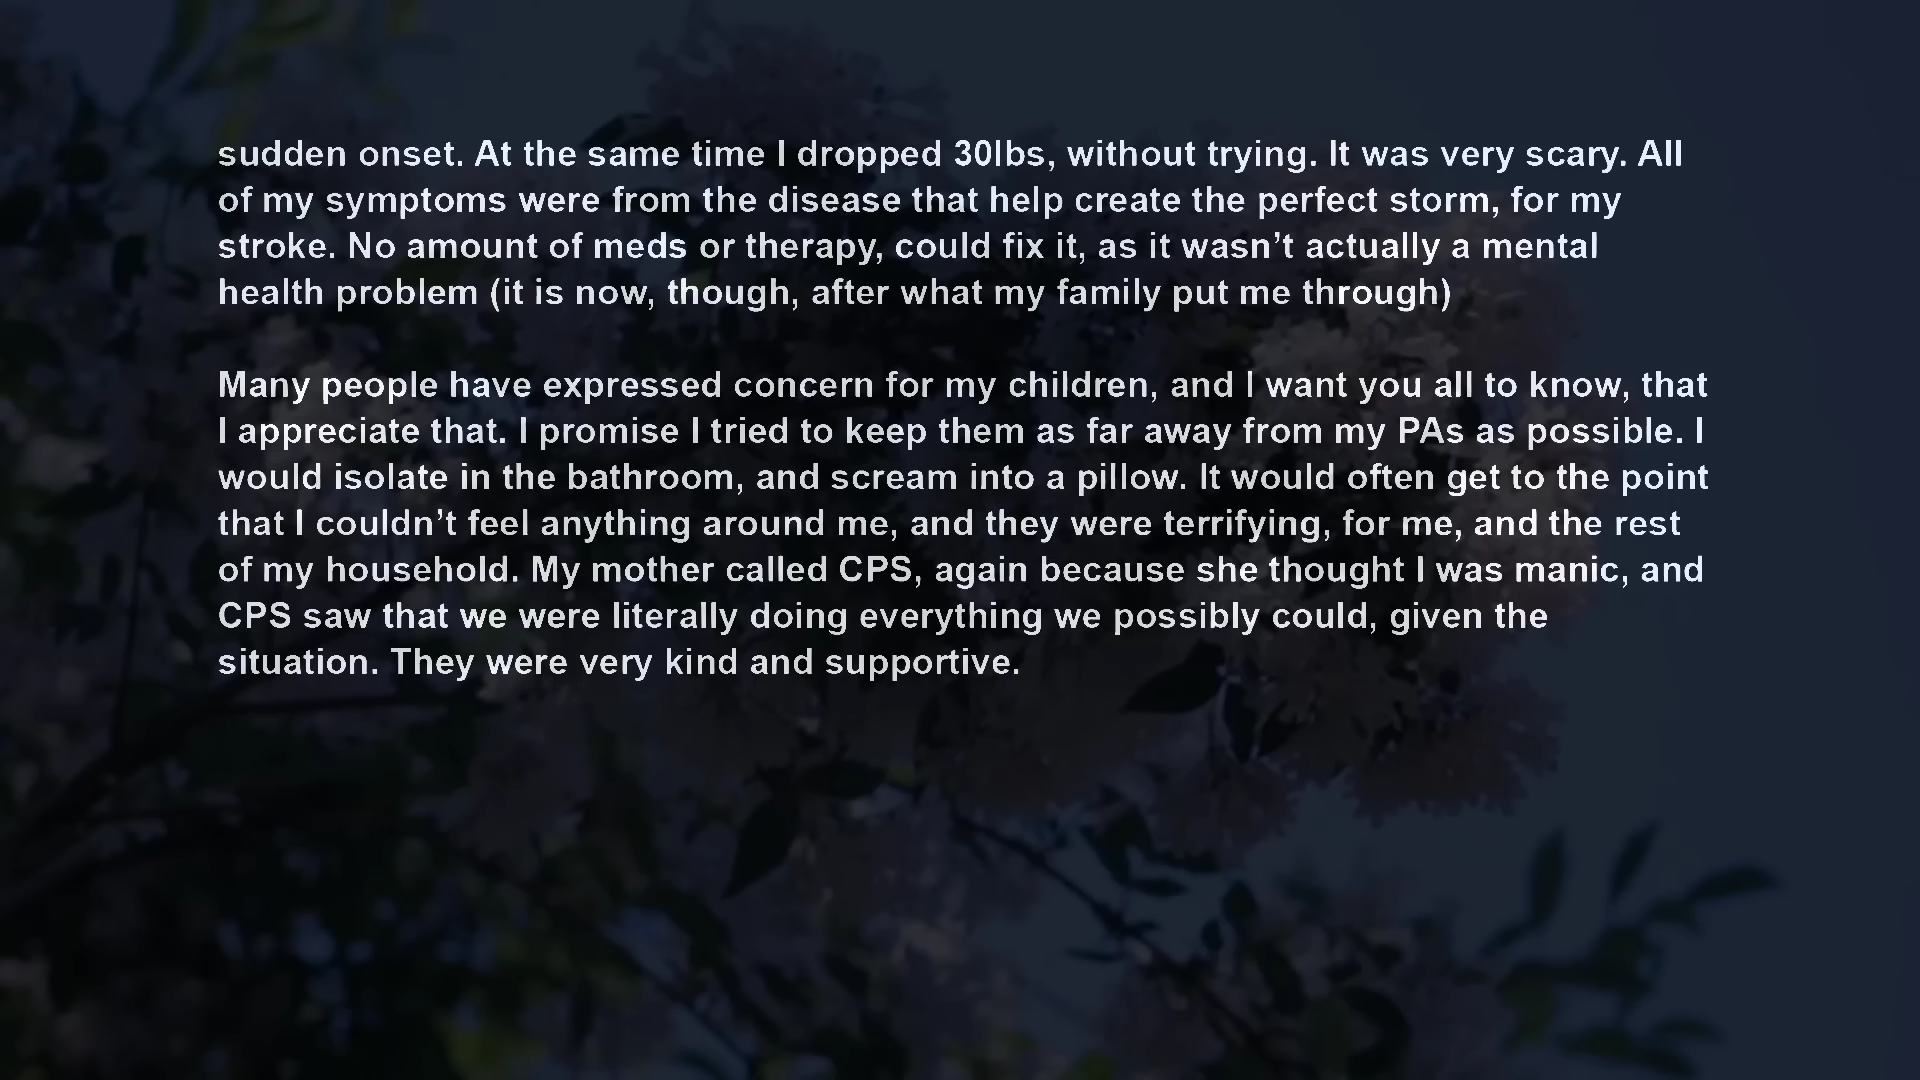 sudden onset. At the same time I dropped 30lbs, without trying. It was very scary. All
of my symptoms were from the disease that help create the perfect storm, for my
stroke. No amount of meds or therapy, could fix it, as it wasn’t actually a mental
health problem (it is now, though, after what my family put me through)

Many people have expressed concern for my children, and I want you all to know, that
I appreciate that. I promise I tried to keep them as far away from my PAs as possible. I
would isolate in the bathroom, and scream into a pillow. It would often get to the point
that I couldn’t feel anything around me, and they were terrifying, for me, and the rest
of my household. My mother called CPS, again because she thought I was manic, and
CPS saw that we were literally doing everything we possibly could, given the
situation. They were very kind and supportive.